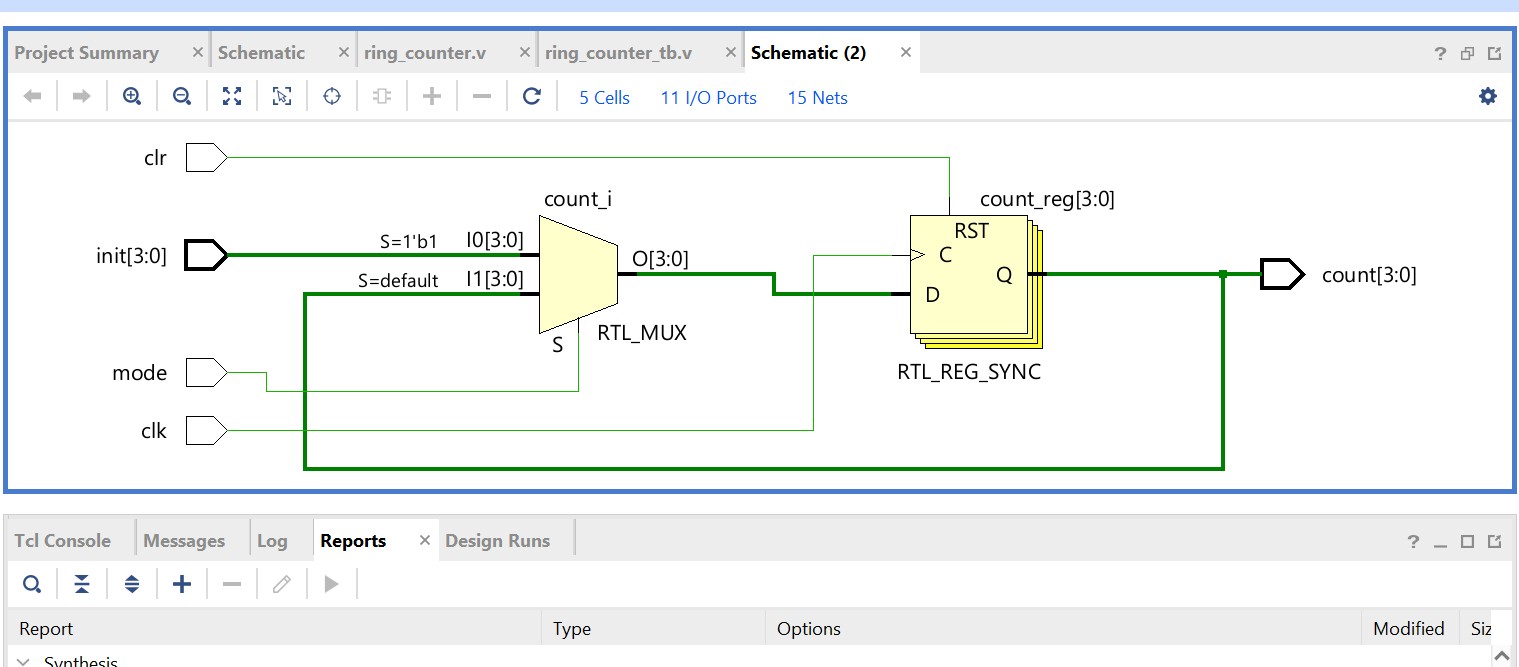 Project Summary × Schematic × ring_counter.v × ring_counter_tb.v × Schematic (2) × ?
5 Cells 11 I/O Ports 15 Nets
clr
count_i count_reg[3:0]
RST
init[3:0] S=1'b1 I0[3:0] O[3:0] C
S=default I1[3:0] Q count[3:0]
D
S RTL_MUX
mode RTL_REG_SYNC
clk
Tcl Console Messages Log Reports × Design Runs ?
Report Type Options Modified Siz
Synthesis